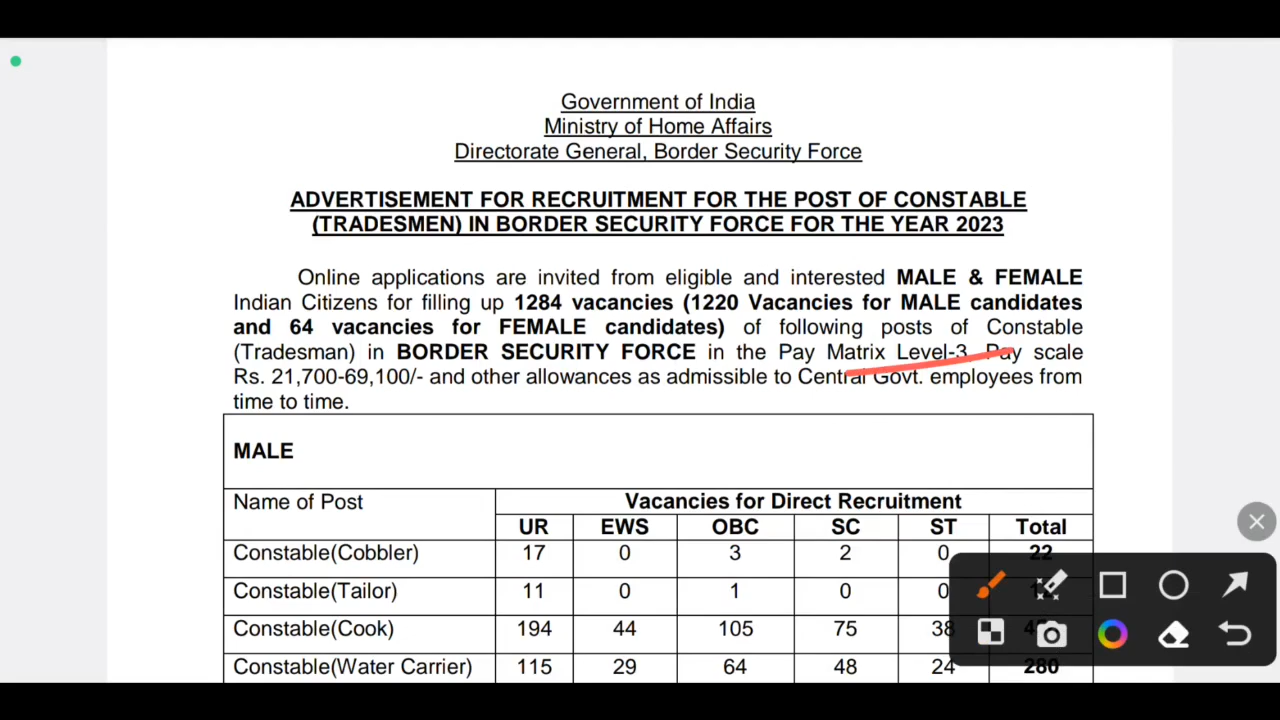 Government of India
Ministry of Home Affairs
Directorate General, Border Security Force
ADVERTISEMENT FOR RECRUITMENT FOR THE POST OF CONSTABLE
(TRADESMEN) IN BORDER SECURITY FORCE FOR THE YEAR 2023
Online applications are invited from eligible and interested MALE & FEMALE
Indian Citizens for filling up 1284 vacancies (1220 Vacancies for MALE candidates
and 64 vacancies for FEMALE candidates) of following posts of Constable
(Tradesman) in BORDER SECURITY FORCE in the Pay Matrix Level-3, Pay scale
Rs. 21,700-69,100/- and other allowances as admissible to Central Govt. employees from
time to time.
MALE
Name of Post Vacancies for Direct Recruitment
UR EWS OBC SC ST Total
Constable(Cobbler) 17 0 3 2 0 22
Constable(Tailor) 11 0 1 0 0
Constable(Cook) 194 44 105 75 38
Constable(Water Carrier) 115 29 64 48 24 280